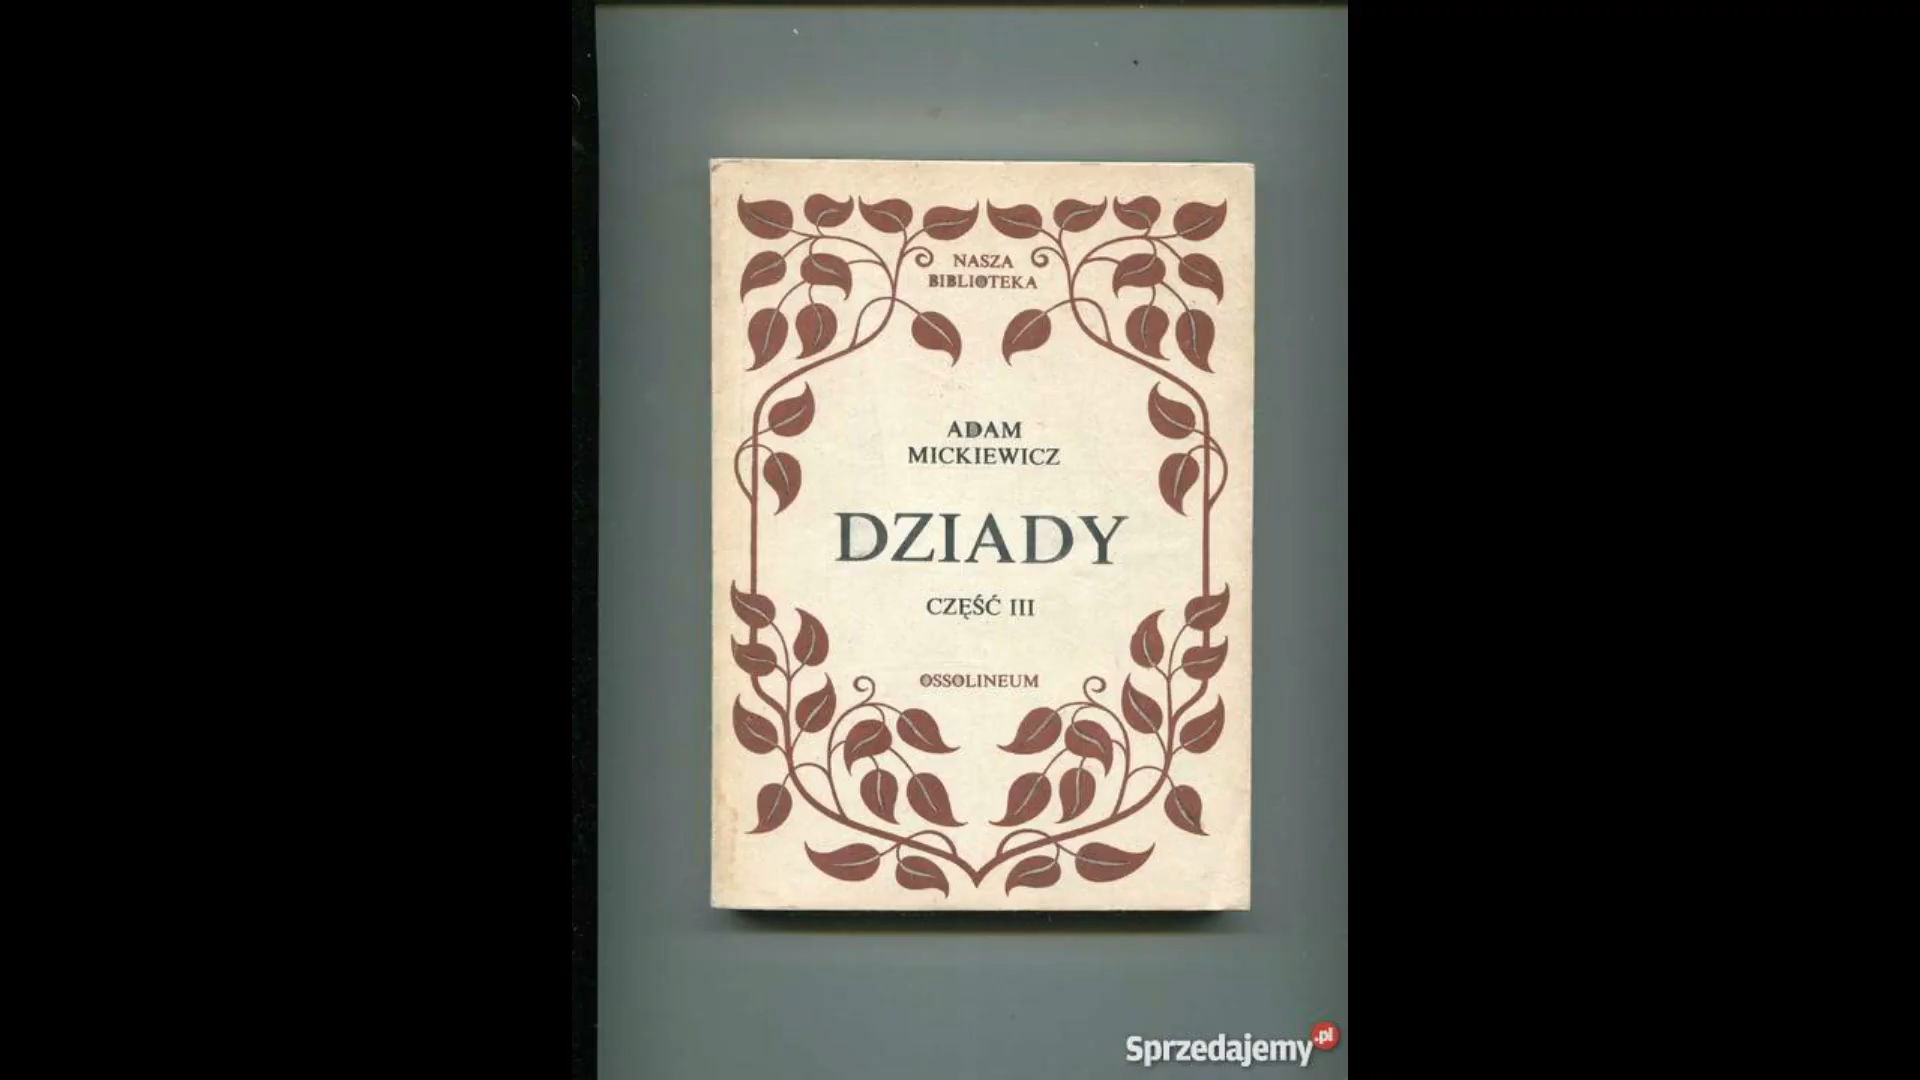 NASZA
BIBLIOTEKA
ADAM
MICKIEWICZ
DZIADY
CZĘŚĆ III
OSSOLINEUM
Sprzedajemy.pl